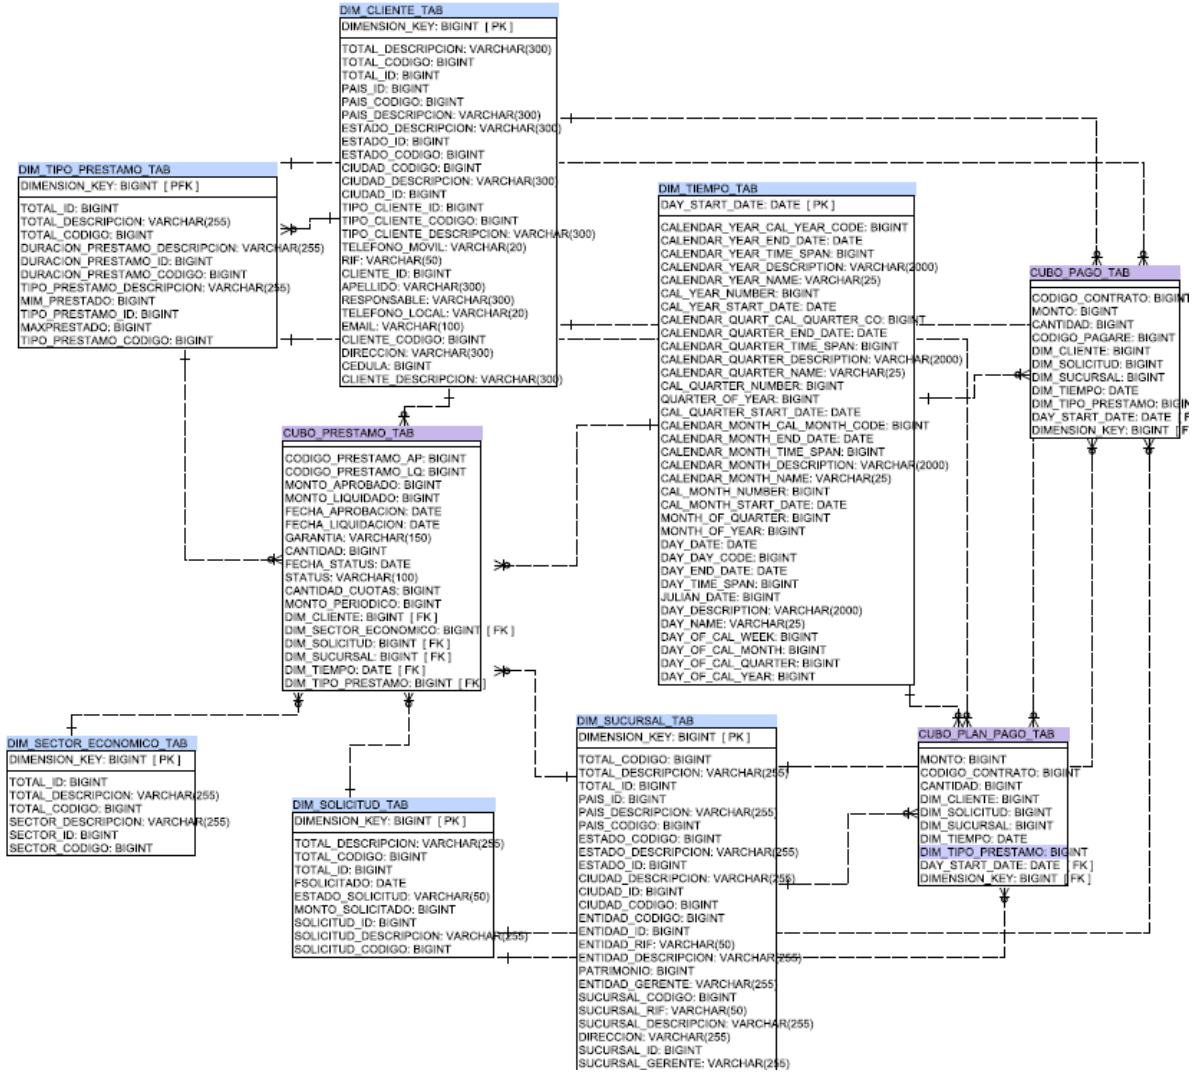 DIM_CLIENTE_TAB
DIMENSION_KEY: BIGINT [ PK ]
TOTAL_DESCRIPCION: VARCHAR(300)
TOTAL_CODIGO: BIGINT
TOTAL_ID: BIGINT
PAIS_ID: BIGINT
PAIS_CODIGO: BIGINT
PAIS_DESCRIPCION: VARCHAR(300)
ESTADO_DESCRIPCION: VARCHAR(300)
ESTADO_ID: BIGINT
ESTADO_CODIGO: BIGINT
CIUDAD_CODIGO: BIGINT
CIUDAD_DESCRIPCION: VARCHAR(300)
CIUDAD_ID: BIGINT
TIPO_CLIENTE_ID: BIGINT
TIPO_CLIENTE_CODIGO: BIGINT
TIPO_CLIENTE_DESCRIPCION: VARCHAR(300)
TELEFONO_MOVIL: VARCHAR(20)
RIF: VARCHAR(50)
CLIENTE_ID: BIGINT
APELLIDO: VARCHAR(300)
RESPONSABLE: VARCHAR(300)
TELEFONO_LOCAL: VARCHAR(20)
EMAIL: VARCHAR(100)
CLIENTE_CODIGO: BIGINT
DIRECCION: VARCHAR(300)
CEDULA: BIGINT
CLIENTE_DESCRIPCION: VARCHAR(300)
DIM_TIPO_PRESTAMO_TAB
DIMENSION_KEY: BIGINT [ PFK ]
TOTAL_ID: BIGINT
TOTAL_DESCRIPCION: VARCHAR(255)
TOTAL_CODIGO: BIGINT
DURACION_PRESTAMO_DESCRIPCION: VARCHAR(255)
DURACION_PRESTAMO_ID: BIGINT
DURACION_PRESTAMO_CODIGO: BIGINT
TIPO_PRESTAMO_DESCRIPCION: VARCHAR(255)
MIM_PRESTADO: BIGINT
TIPO_PRESTAMO_ID: BIGINT
MAXPRESTADO: BIGINT
TIPO_PRESTAMO_CODIGO: BIGINT
DIM_TIEMPO_TAB
DAY_START_DATE: DATE [ PK ]
CALENDAR_YEAR_CAL_YEAR_CODE: BIGINT
CALENDAR_YEAR_END_DATE: DATE
CALENDAR_YEAR_TIME_SPAN: BIGINT
CALENDAR_YEAR_DESCRIPTION: VARCHAR(2000)
CALENDAR_YEAR_NAME: VARCHAR(25)
CAL_YEAR_NUMBER: BIGINT
CAL_YEAR_START_DATE: DATE
CALENDAR_QUART_CAL_QUARTER_CO: BIGINT
CALENDAR_QUARTER_END_DATE: DATE
CALENDAR_QUARTER_TIME_SPAN: BIGINT
CALENDAR_QUARTER_DESCRIPTION: VARCHAR(2000)
CALENDAR_QUARTER_NAME: VARCHAR(25)
CAL_QUARTER_NUMBER: BIGINT
QUARTER_OF_YEAR: BIGINT
CAL_QUARTER_START_DATE: DATE
CALENDAR_MONTH_CAL_MONTH_CODE: BIGINT
CALENDAR_MONTH_END_DATE: DATE
CALENDAR_MONTH_TIME_SPAN: BIGINT
CALENDAR_MONTH_DESCRIPTION: VARCHAR(2000)
CALENDAR_MONTH_NAME: VARCHAR(25)
CAL_MONTH_NUMBER: BIGINT
CAL_MONTH_START_DATE: DATE
MONTH_OF_QUARTER: BIGINT
MONTH_OF_YEAR: BIGINT
DAY_DATE: DATE
DAY_DAY_CODE: BIGINT
DAY_END_DATE: DATE
DAY_TIME_SPAN: BIGINT
JULIAN_DATE: BIGINT
DAY_DESCRIPTION: VARCHAR(2000)
DAY_NAME: VARCHAR(25)
DAY_OF_CAL_WEEK: BIGINT
DAY_OF_CAL_MONTH: BIGINT
DAY_OF_CAL_QUARTER: BIGINT
DAY_OF_CAL_YEAR: BIGINT
CUBO_PAGO_TAB
CODIGO_CONTRATO: BIGINT
MONTO: BIGINT
CANTIDAD: BIGINT
CODIGO_PAGARE: BIGINT
DIM_CLIENTE: BIGINT
DIM_SOLICITUD: BIGINT
DIM_SUCURSAL: BIGINT
DIM_TIEMPO: DATE
DIM_TIPO_PRESTAMO: BIGIN
DAY_START_DATE: DATE [ F
DIMENSION_KEY: BIGINT [ F
CUBO_PRESTAMO_TAB
CODIGO_PRESTAMO_AP: BIGINT
CODIGO_PRESTAMO_LQ: BIGINT
MONTO_APROBADO: BIGINT
MONTO_LIQUIDADO: BIGINT
FECHA_APROBACION: DATE
FECHA_LIQUIDACION: DATE
GARANTIA: VARCHAR(150)
CANTIDAD: BIGINT
FECHA_STATUS: DATE
STATUS: VARCHAR(100)
CANTIDAD_CUOTAS: BIGINT
MONTO_PERIODICO: BIGINT
DIM_CLIENTE: BIGINT [ FK ]
DIM_SECTOR_ECONOMICO: BIGINT [ FK ]
DIM_SOLICITUD: BIGINT [ FK ]
DIM_SUCURSAL: BIGINT [ FK ]
DIM_TIEMPO: DATE [ FK ]
DIM_TIPO_PRESTAMO: BIGINT [ FK ]
DIM_SECTOR_ECONOMICO_TAB
DIMENSION_KEY: BIGINT [ PK ]
TOTAL_ID: BIGINT
TOTAL_DESCRIPCION: VARCHAR(255)
TOTAL_CODIGO: BIGINT
SECTOR_DESCRIPCION: VARCHAR(255)
SECTOR_ID: BIGINT
SECTOR_CODIGO: BIGINT
DIM_SOLICITUD_TAB
DIMENSION_KEY: BIGINT [ PK ]
TOTAL_DESCRIPCION: VARCHAR(255)
TOTAL_CODIGO: BIGINT
TOTAL_ID: BIGINT
FSOLICITADO: DATE
ESTADO_SOLICITUD: VARCHAR(50)
MONTO_SOLICITADO: BIGINT
SOLICITUD_ID: BIGINT
SOLICITUD_DESCRIPCION: VARCHAR(255)
SOLICITUD_CODIGO: BIGINT
DIM_SUCURSAL_TAB
DIMENSION_KEY: BIGINT [ PK ]
TOTAL_CODIGO: BIGINT
TOTAL_DESCRIPCION: VARCHAR(255)
TOTAL_ID: BIGINT
PAIS_ID: BIGINT
PAIS_DESCRIPCION: VARCHAR(255)
PAIS_CODIGO: BIGINT
ESTADO_CODIGO: BIGINT
ESTADO_DESCRIPCION: VARCHAR(255)
ESTADO_ID: BIGINT
CIUDAD_DESCRIPCION: VARCHAR(255)
CIUDAD_ID: BIGINT
CIUDAD_CODIGO: BIGINT
ENTIDAD_CODIGO: BIGINT
ENTIDAD_ID: BIGINT
ENTIDAD_RIF: VARCHAR(50)
ENTIDAD_DESCRIPCION: VARCHAR(255)
PATRIMONIO: BIGINT
ENTIDAD_GERENTE: VARCHAR(255)
SUCURSAL_CODIGO: BIGINT
SUCURSAL_RIF: VARCHAR(50)
SUCURSAL_DESCRIPCION: VARCHAR(255)
DIRECCION: VARCHAR(255)
SUCURSAL_ID: BIGINT
SUCURSAL_GERENTE: VARCHAR(255)
CUBO_PLAN_PAGO_TAB
MONTO: BIGINT
CODIGO_CONTRATO: BIGINT
CANTIDAD: BIGINT
DIM_CLIENTE: BIGINT
DIM_SOLICITUD: BIGINT
DIM_SUCURSAL: BIGINT
DIM_TIEMPO: DATE
DIM_TIPO_PRESTAMO: BIGINT
DAY_START_DATE: DATE [ FK ]
DIMENSION_KEY: BIGINT [ FK ]